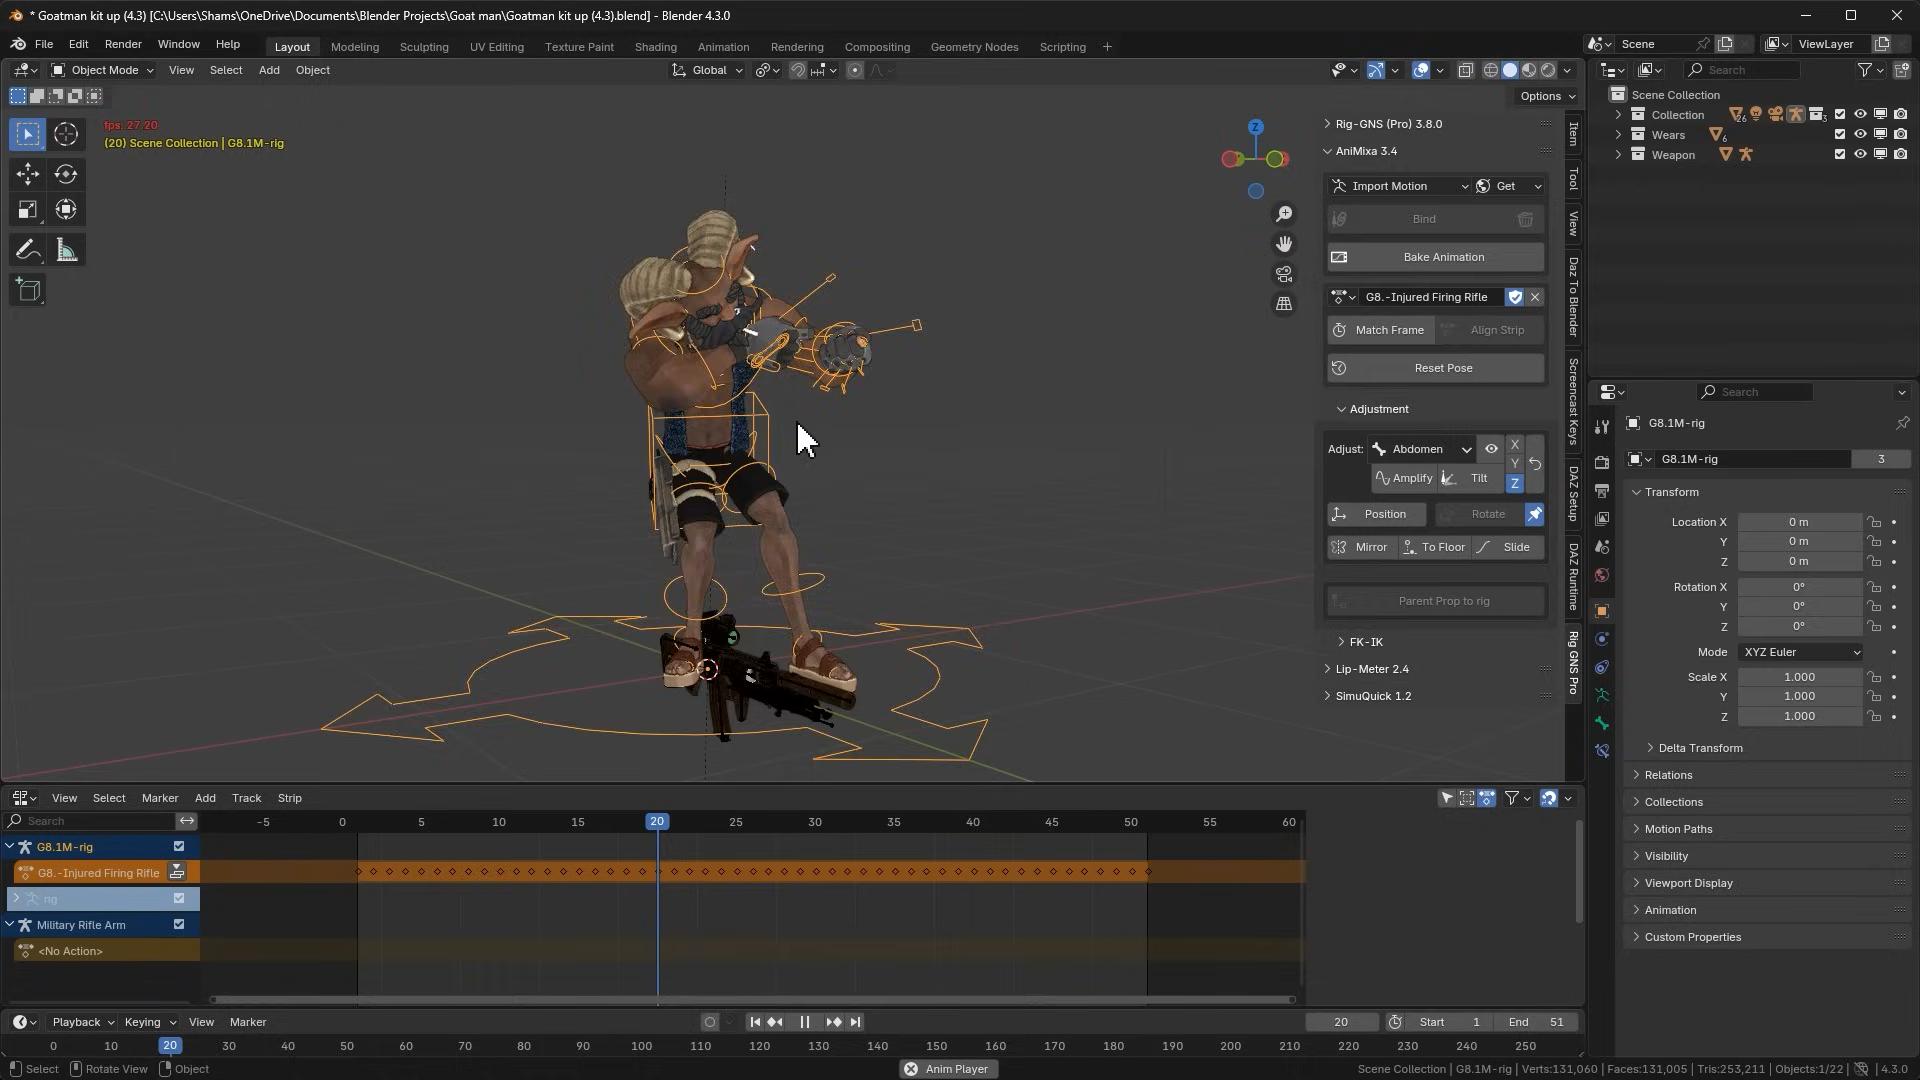 * Goatman kit up (4.3) [C:\Users\Shams\OneDrive\Documents\Blender Projects\Goat man\Goatman kit up (4.3).blend] - Blender 4.3.0
File Edit Render Window Help Layout Modeling Sculpting UV Editing Texture Paint Shading Animation Rendering Compositing Geometry Nodes Scripting + Scene ViewLayer
Object Mode View Select Add Object Global Search
Options
Scene Collection
Collection 26 3
Wears 6
Weapon
fps: 27.20
(20) Scene Collection | G8.1M-rig
Z
Rig-GNS (Pro) 3.8.0
AniMixa 3.4
Import Motion Get
Bind
Bake Animation
G8.-Injured Firing Rifle
Match Frame Align Strip
Reset Pose
Adjustment
Adjust: Abdomen X
Y
Amplify Tilt Z
Position Rotate
Mirror To Floor Slide
Parent Prop to rig
FK-IK
Lip-Meter 2.4
SimuQuick 1.2
Item
Tool
View
Daz To Blender
Screencast Keys
DAZ Setup
DAZ Runtime
Rig GNS Pro
Search
G8.1M-rig
G8.1M-rig 3
Transform
Location X 0 m
Y 0 m
Z 0 m
Rotation X 0°
Y 0°
Z 0°
Mode XYZ Euler
Scale X 1.000
Y 1.000
Z 1.000
Delta Transform
Relations
Collections
Motion Paths
Visibility
Viewport Display
Animation
Custom Properties
View Select Marker Add Track Strip
Search -5 0 5 10 15 20 25 30 35 40 45 50 55 60
G8.1M-rig
G8.-Injured Firing Rifle
rig
Military Rifle Arm
<No Action>
Playback Keying View Marker 20 Start 1 End 51
0 10 20 30 40 50 60 70 80 90 100 110 120 130 140 150 160 170 180 190 200 210 220 230 240 250
Select Rotate View Object Anim Player Scene Collection | G8.1M-rig | Verts:131,060 | Faces:131,005 | Tris:253,211 | Objects:1/22 | 4.3.0